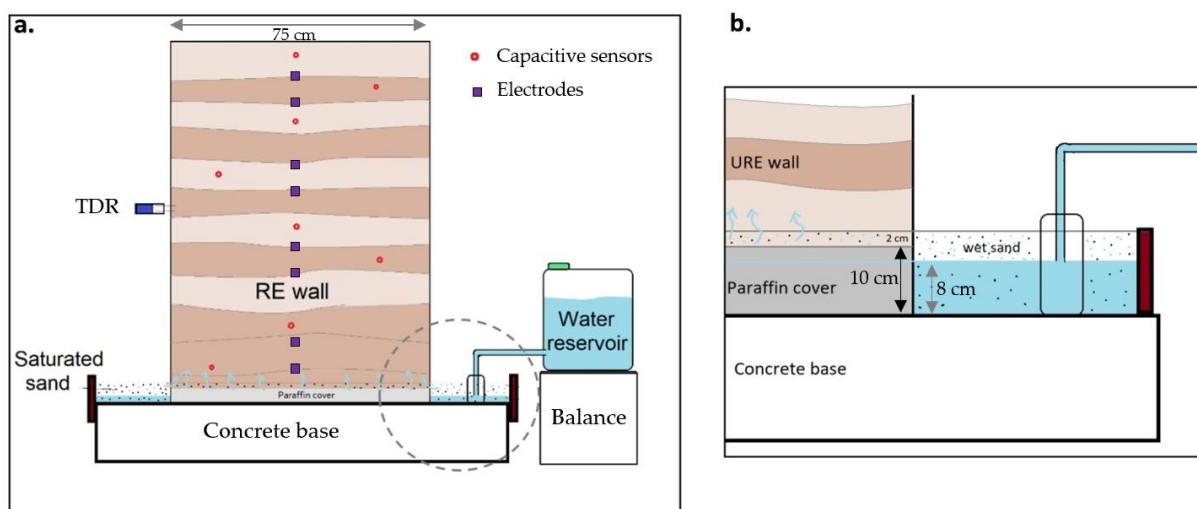 a.
75 cm
Capacitive sensors
Electrodes
TDR
RE wall
Saturated
sand
Water
reservoir
Paraffin cover
Concrete base
Balance
b.
URE wall
2 cm
wet sand
Paraffin cover
10 cm
8 cm
Concrete base